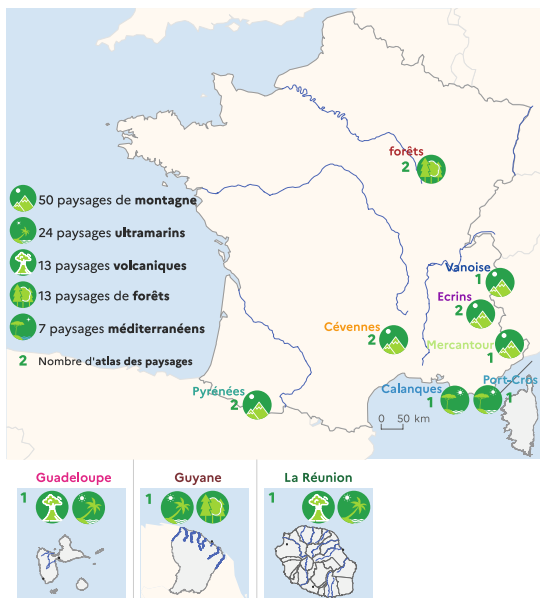 forêts
2
50 paysages de montagne
24 paysages ultramarins
13 paysages volcaniques
13 paysages de forêts
7 paysages méditerranéens
2 Nombre d'atlas des paysages
Vanoise
1
Ecrins
2
Cévennes
2
Mercantour
1
Pyrénées
2
Calanques
1
Port-Cros
1
0 50 km
Guadeloupe
1
Guyane
1
La Réunion
1